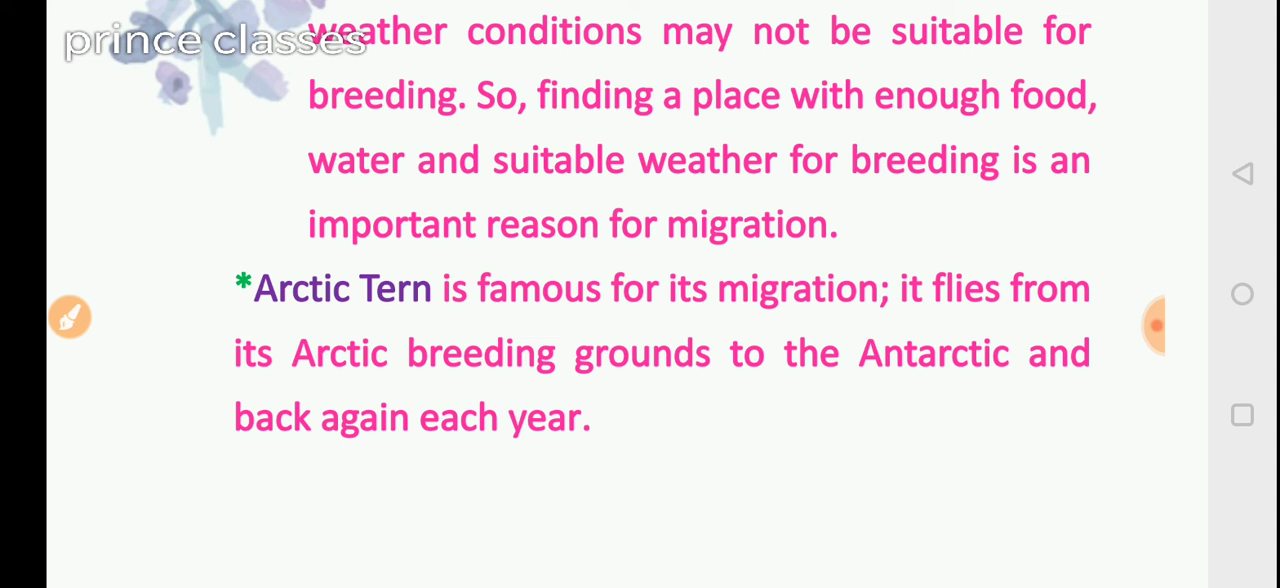 prince classes
weather conditions may not be suitable for
breeding. So, finding a place with enough food,
water and suitable weather for breeding is an
important reason for migration.
*Arctic Tern is famous for its migration; it flies from
its Arctic breeding grounds to the Antarctic and
back again each year.